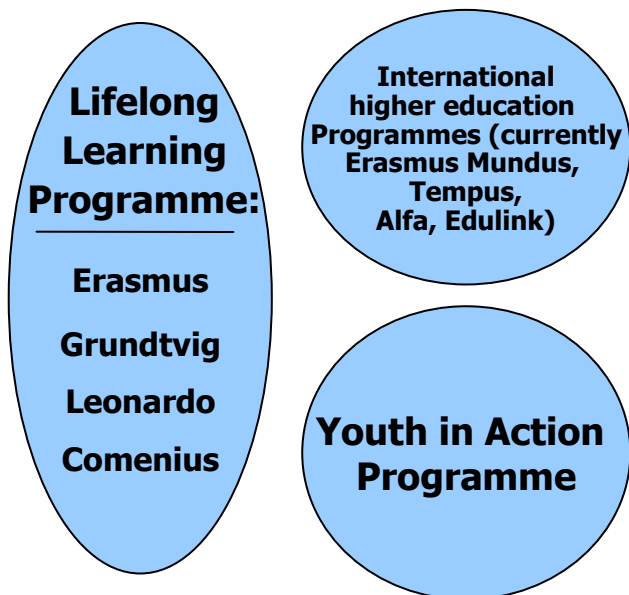 Lifelong
Learning
Programme:
Erasmus
Grundtvig
Leonardo
Comenius
International
higher education
Programmes (currently
Erasmus Mundus,
Tempus,
Alfa, Edulink)
Youth in Action
Programme